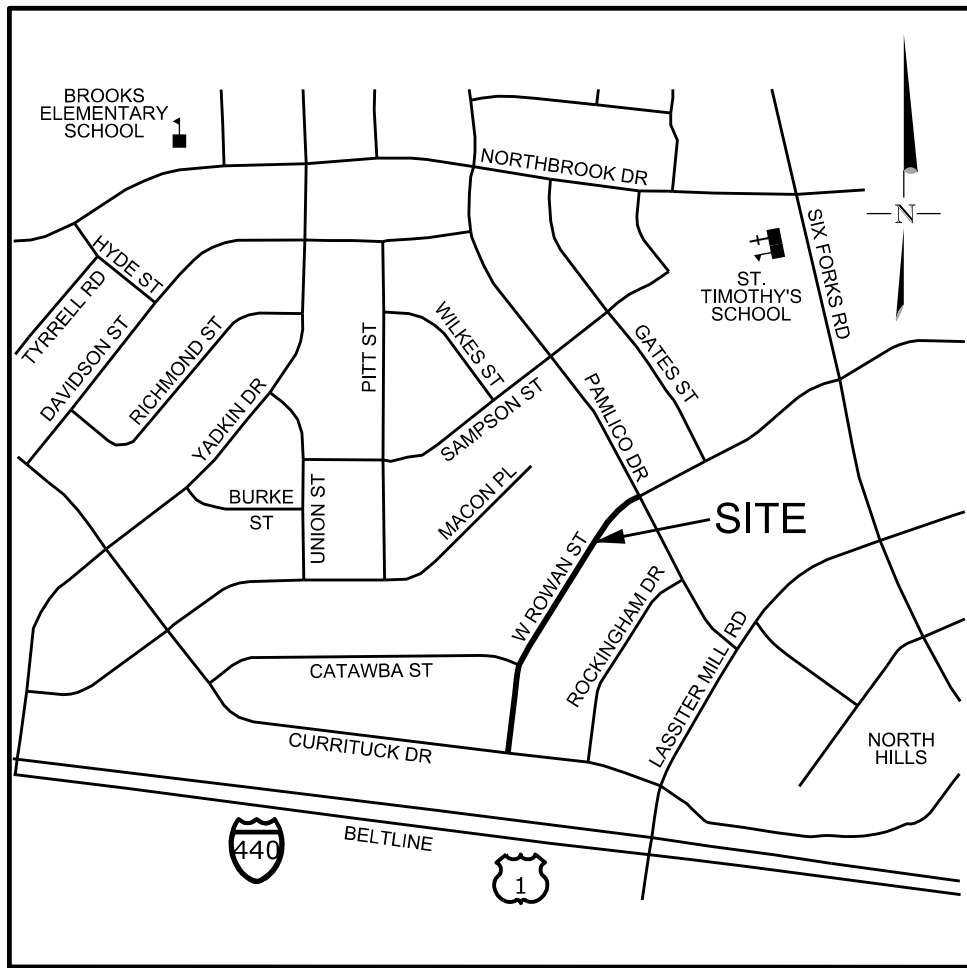 BROOKS
ELEMENTARY
SCHOOL
NORTHBROOK DR
N
HYDE ST
TYRRELL RD
DAVIDSON ST
RICHMOND ST
YADKIN DR
PITT ST
WILKES ST
SAMPSON ST
GATES ST
PAMLICO DR
ST.
TIMOTHY'S
SCHOOL
SIX FORKS RD
BURKE
ST
UNION ST
MACON PL
SITE
W ROWAN ST
ROCKINGHAM DR
LASSITER MILL RD
CATAWBA ST
CURRITUCK DR
NORTH
HILLS
BELTLINE
440
1